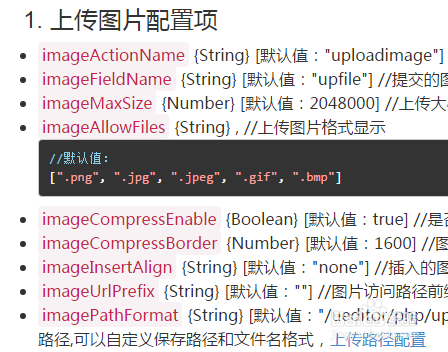 1. 上传图片配置项
imageActionName {String} [默认值："uploadimage"]
imageFieldName {String} [默认值："upfile"] //提交的图
imageMaxSize {Number} [默认值：2048000] //上传大
imageAllowFiles {String} , //上传图片格式显示
//默认值：
[".png", ".jpg", ".jpeg", ".gif", ".bmp"]
imageCompressEnable {Boolean} [默认值：true] //是否
imageCompressBorder {Number} [默认值：1600] //图
imageInsertAlign {String} [默认值："none"] //插入的图
imageUrlPrefix {String} [默认值：""] //图片访问路径前缀
imagePathFormat {String} [默认值："/ueditor/php/up
路径,可以自定义保存路径和文件名格式，上传路径配置